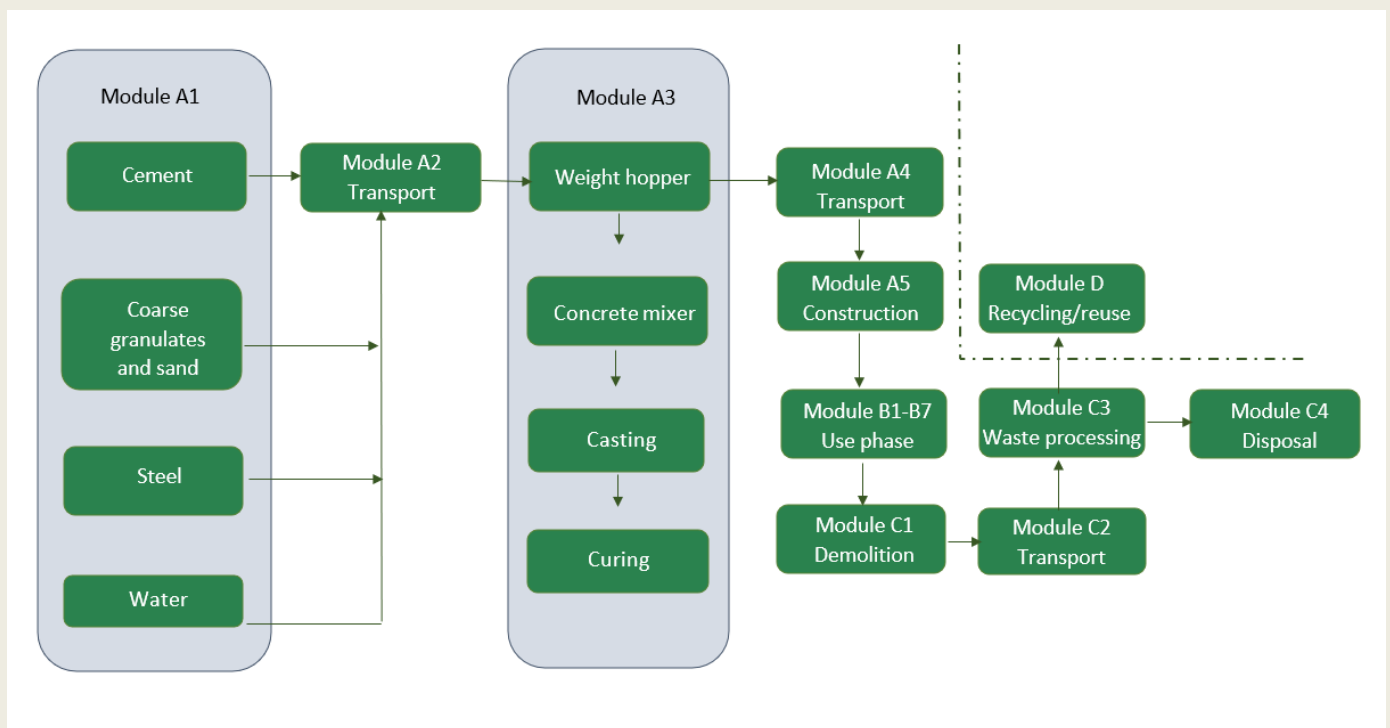 Module A1
Cement
Coarse
granulates
and sand
Steel
Water
Module A2
Transport
Module A3
Weight hopper
Concrete mixer
Casting
Curing
Module A4
Transport
Module A5
Construction
Module B1-B7
Use phase
Module C1
Demolition
Module C2
Transport
Module C3
Waste processing
Module D
Recycling/reuse
Module C4
Disposal